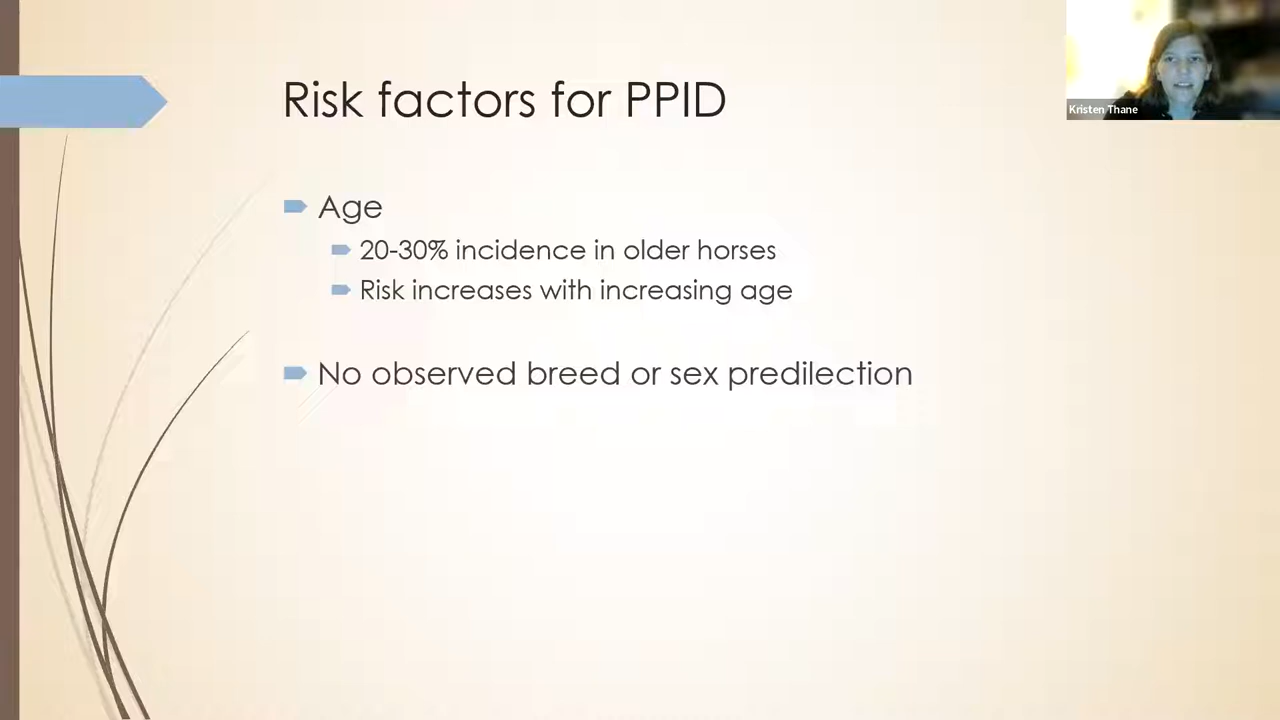 Risk factors for PPID
Kristen Thane
Age
20-30% incidence in older horses
Risk increases with increasing age
No observed breed or sex predilection